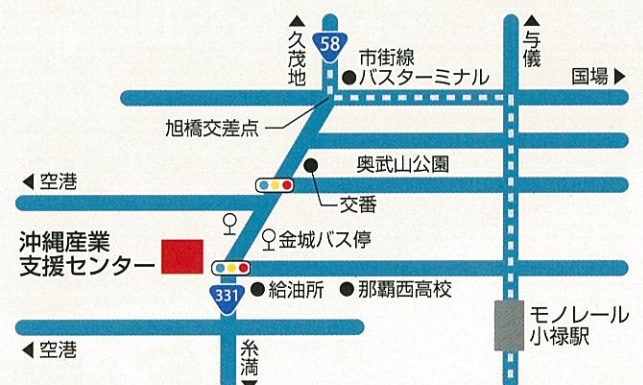 ▲久茂地
58
市街線
バスターミナル
▲与儀
国場▶
旭橋交差点
奥武山公園
◀空港
交番
金城バス停
沖縄産業
支援センター
331
給油所
那覇西高校
モノレール
小禄駅
◀空港
糸満▼